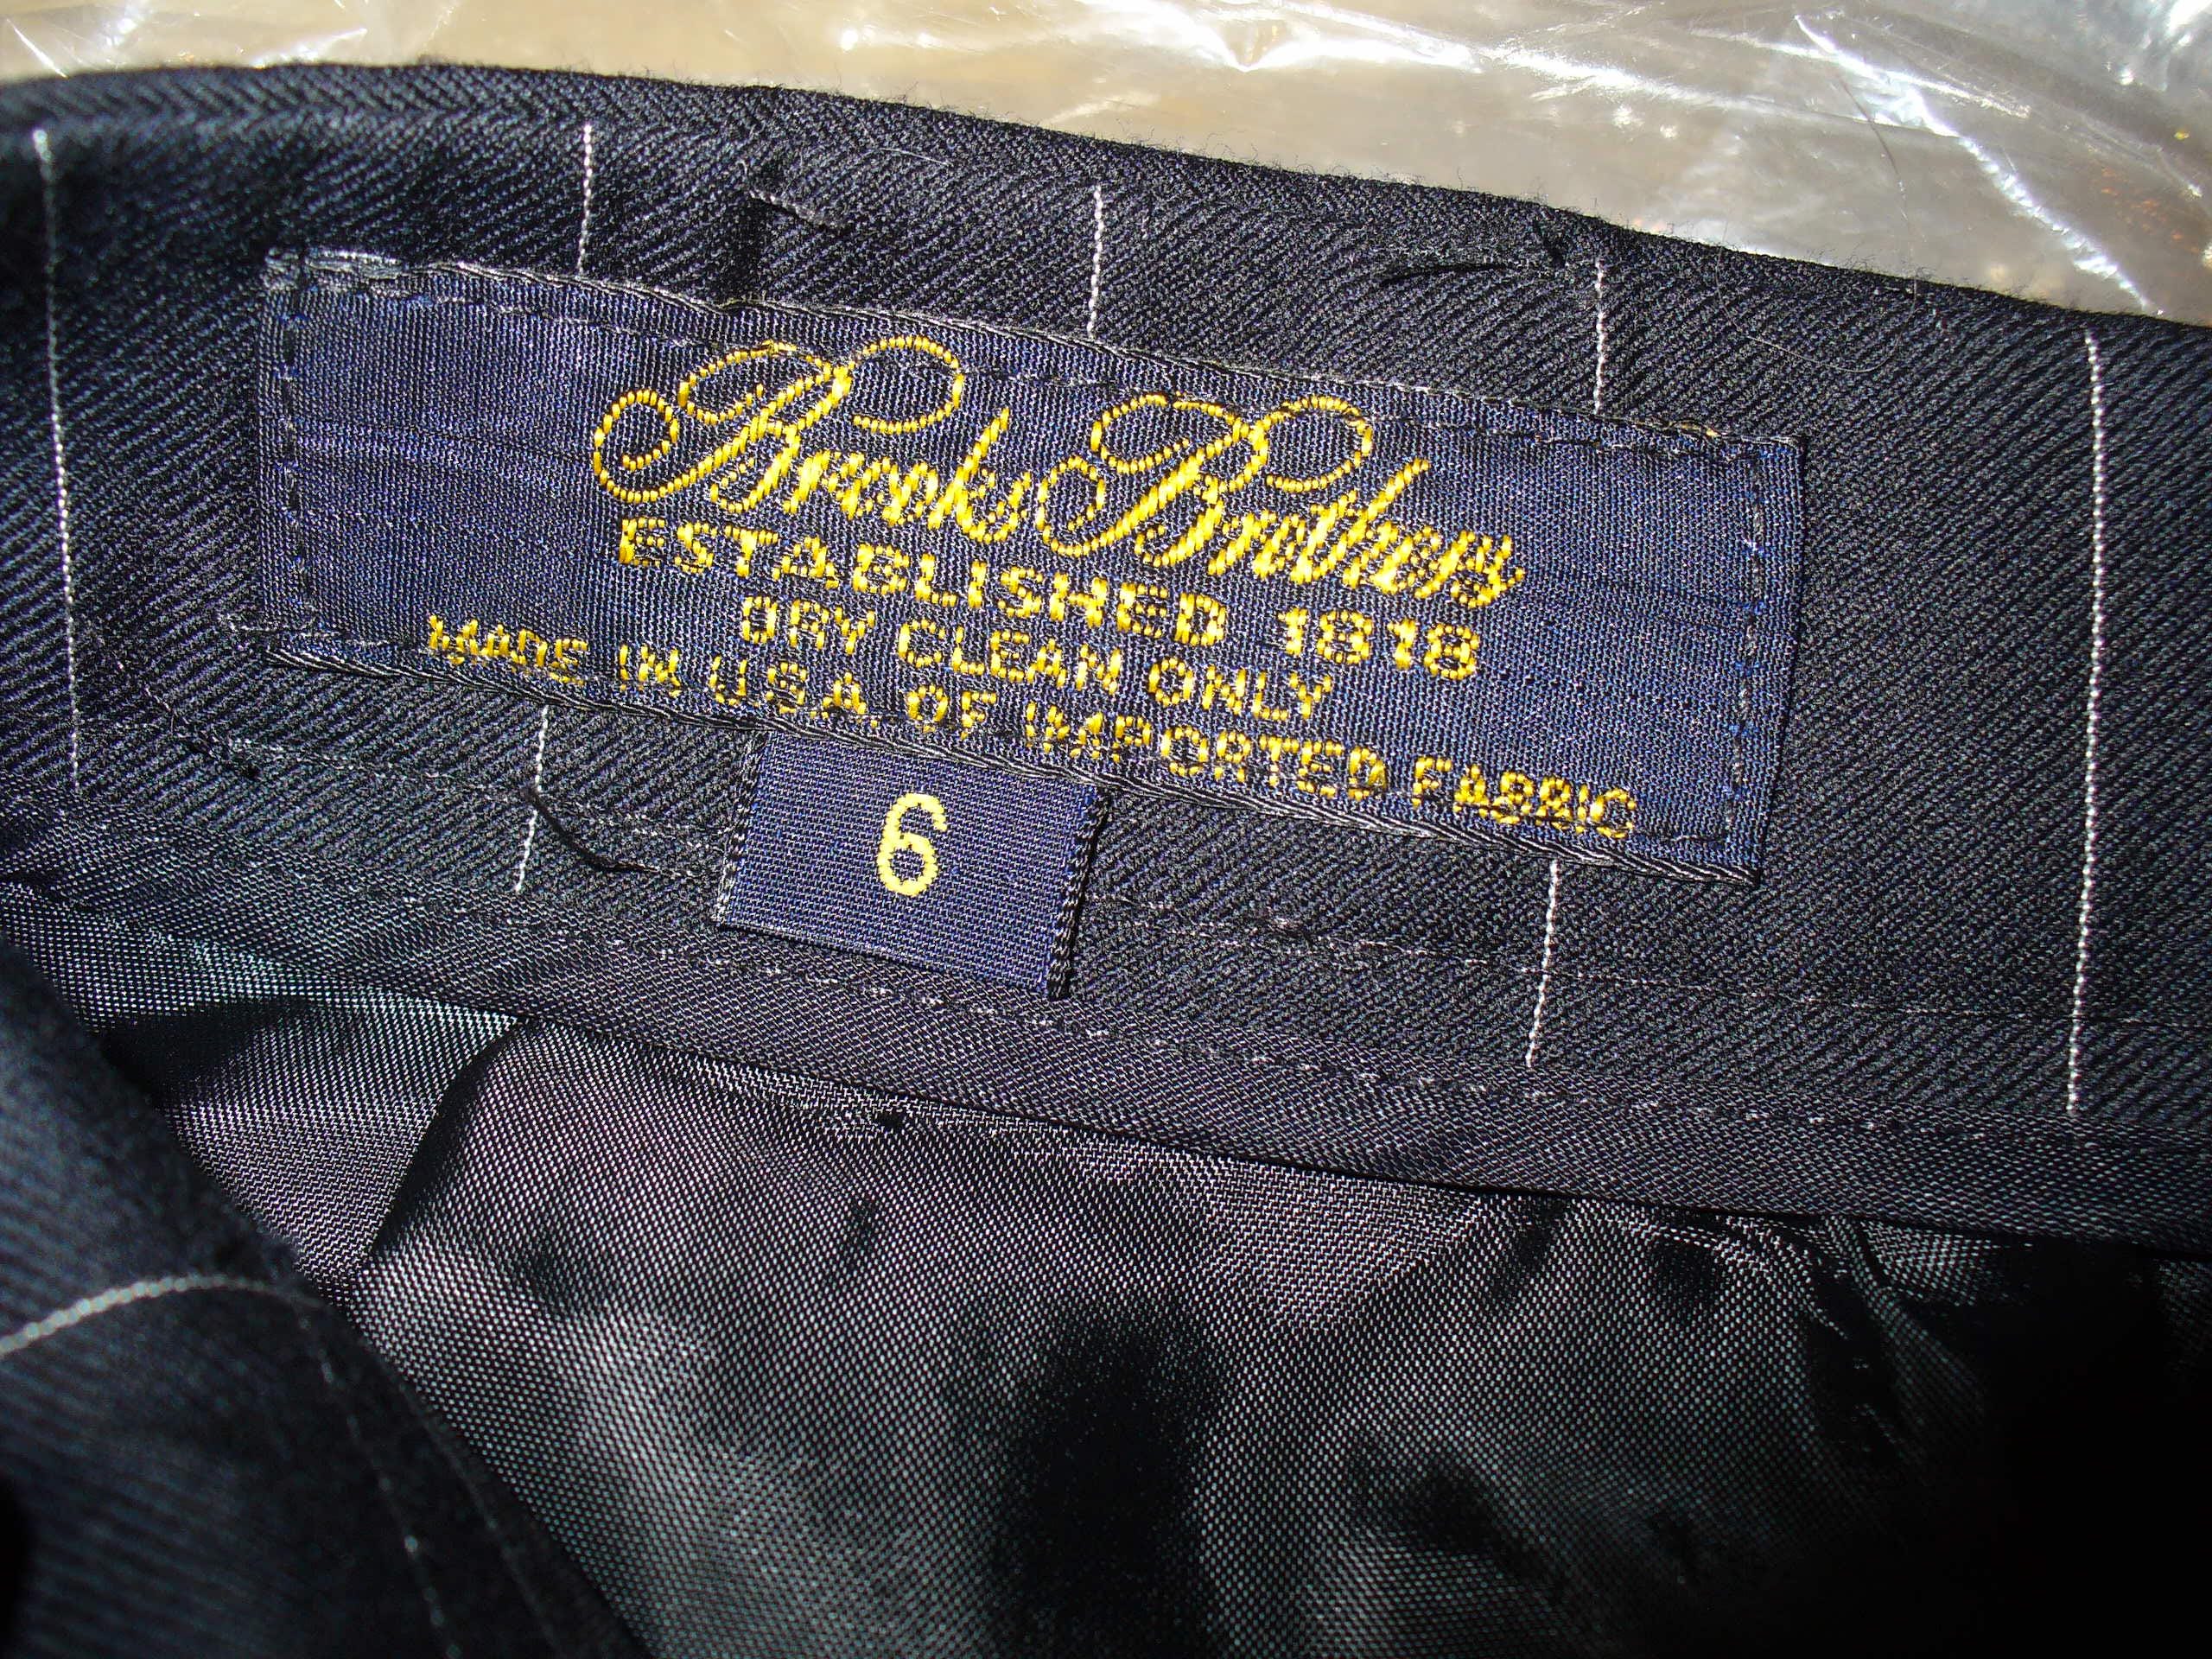 Brooks Brothers
ESTABLISHED 1818
DRY CLEAN ONLY
MADE IN U.S.A. OF IMPORTED FABRIC
6